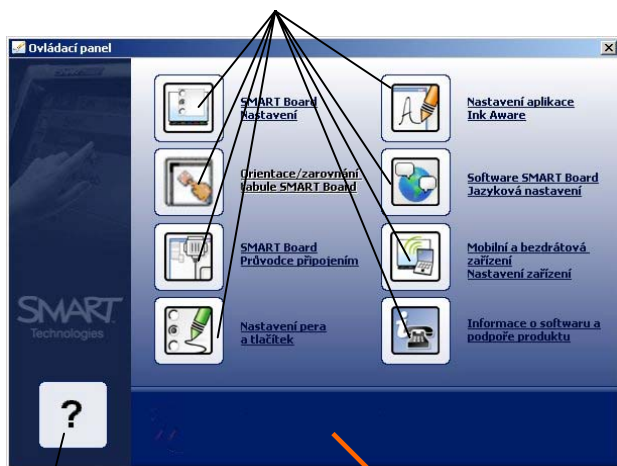 Ovládací panel
SMART Board
Nastavení
Nastavení aplikace
Ink Aware
Orientace/zarovnání
tabule SMART Board
Software SMART Board
Jazyková nastavení
SMART Board
Průvodce připojením
Mobilní a bezdrátová
zařízení
Nastavení zařízení
Nastavení pera
a tlačítek
Informace o softwaru a
podpoře produktu
SMART
Technologies
?